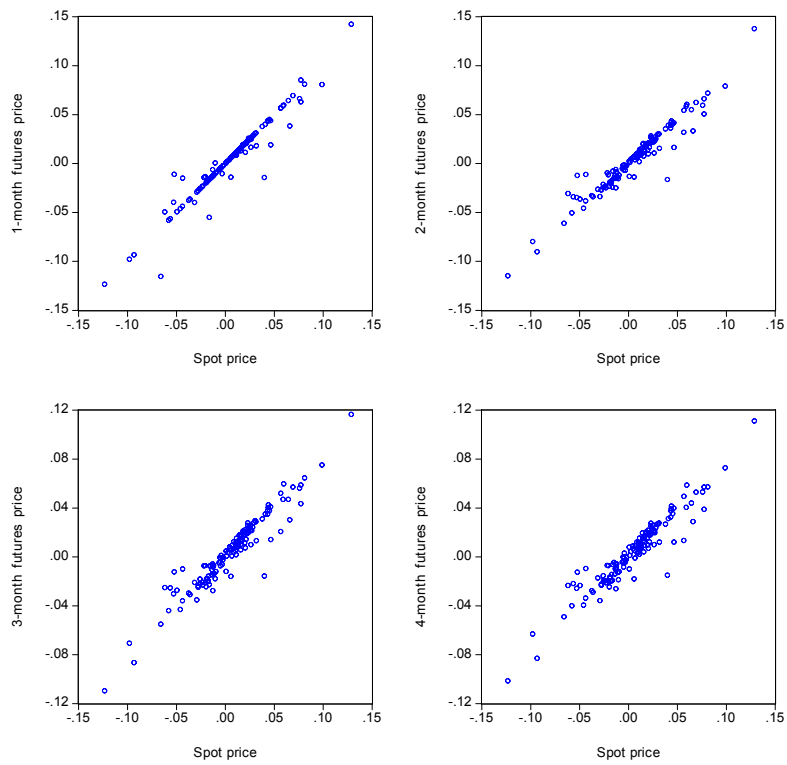 .15
.10
.05
.00
-.05
-.10
-.15
1-month futures price
-.15 -.10 -.05 .00 .05 .10 .15
Spot price
.15
.10
.05
.00
-.05
-.10
-.15
2-month futures price
-.15 -.10 -.05 .00 .05 .10 .15
Spot price
.12
.08
.04
.00
-.04
-.08
-.12
3-month futures price
-.15 -.10 -.05 .00 .05 .10 .15
Spot price
.12
.08
.04
.00
-.04
-.08
-.12
4-month futures price
-.15 -.10 -.05 .00 .05 .10 .15
Spot price